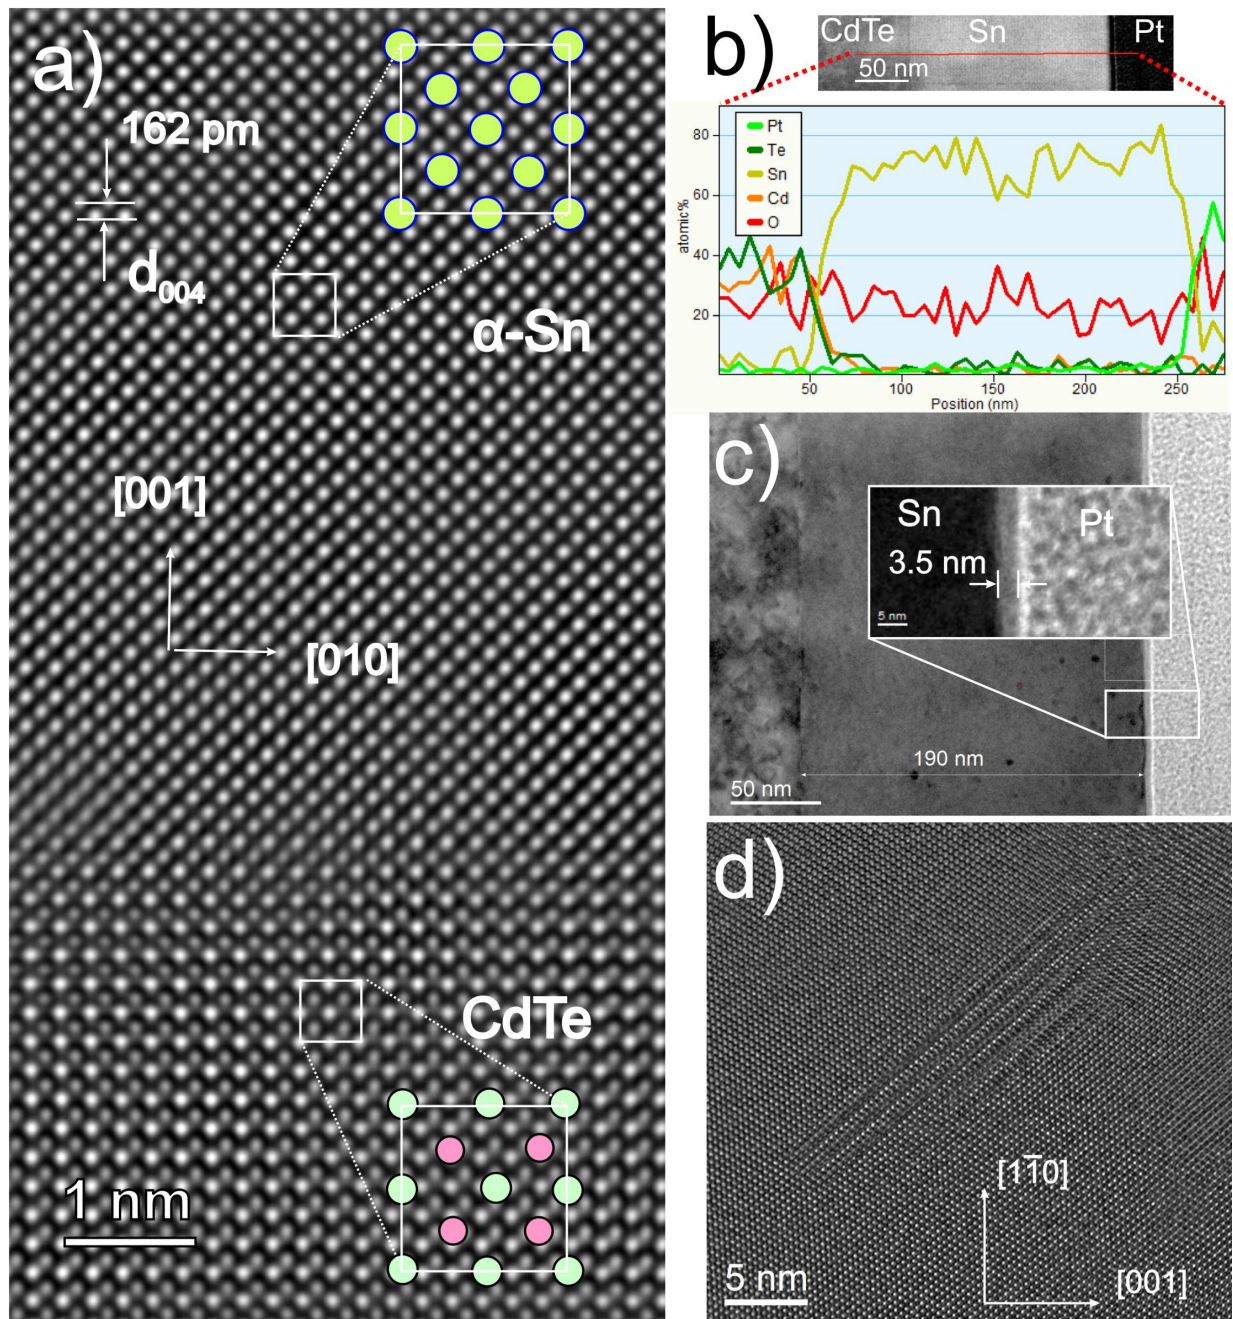 a)
162 pm
d₀₀₄
α-Sn
[001]
[010]
CdTe
1 nm
b)
CdTe
Sn
Pt
50 nm
80
60
40
20
atomic%
Pt
Te
Sn
Cd
O
50
100
150
200
250
Position (nm)
c)
Sn
Pt
3.5 nm
5 nm
190 nm
50 nm
d)
[11̅0]
[001]
5 nm